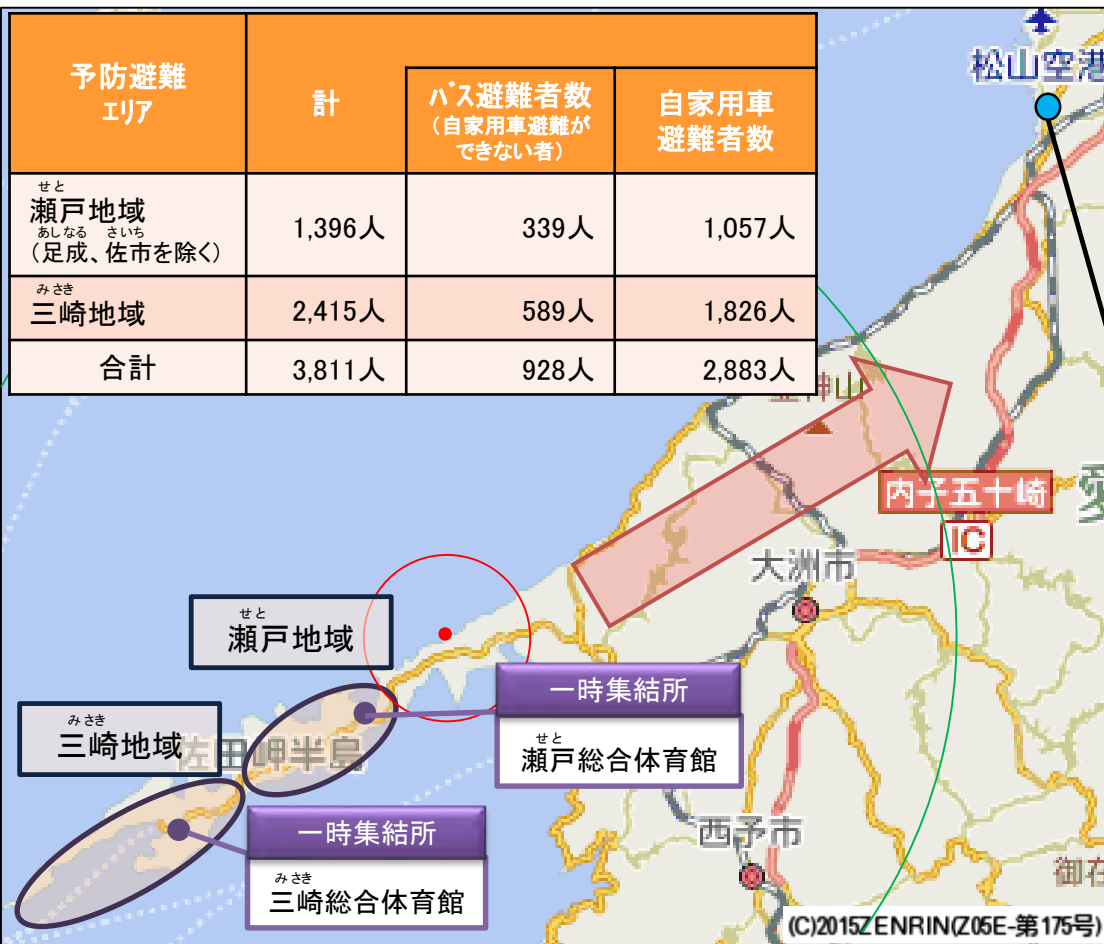 予防避難
エリア
計
バス避難者数
(自家用車避難が
できない者)
自家用車
避難者数
せと
瀬戸地域
あしなる さいち
(足成、佐市を除く)
1,396人
339人
1,057人
みさき
三崎地域
2,415人
589人
1,826人
合計
3,811人
928人
2,883人
松山空港
内子五十崎
IC
大洲市
せと
瀬戸地域
一時集結所
せと
瀬戸総合体育館
みさき
三崎地域
佐田岬半島
一時集結所
みさき
三崎総合体育館
西予市
御在
(C)2015ZENRIN(Z05E-第175号)